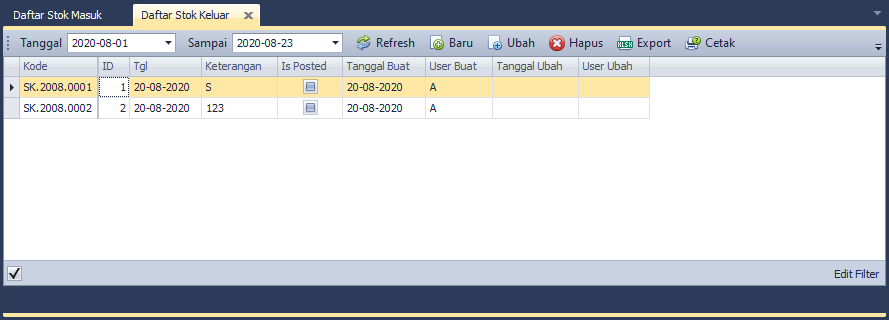 Daftar Stok Masuk Daftar Stok Keluar
Tanggal 2020-08-01 Sampai 2020-08-23 Refresh Baru Ubah Hapus XLSX Export Cetak
Kode ID Tgl Keterangan Is Posted Tanggal Buat User Buat Tanggal Ubah User Ubah
SK.2008.0001 1 20-08-2020 S 20-08-2020 A
SK.2008.0002 2 20-08-2020 123 20-08-2020 A
Edit Filter